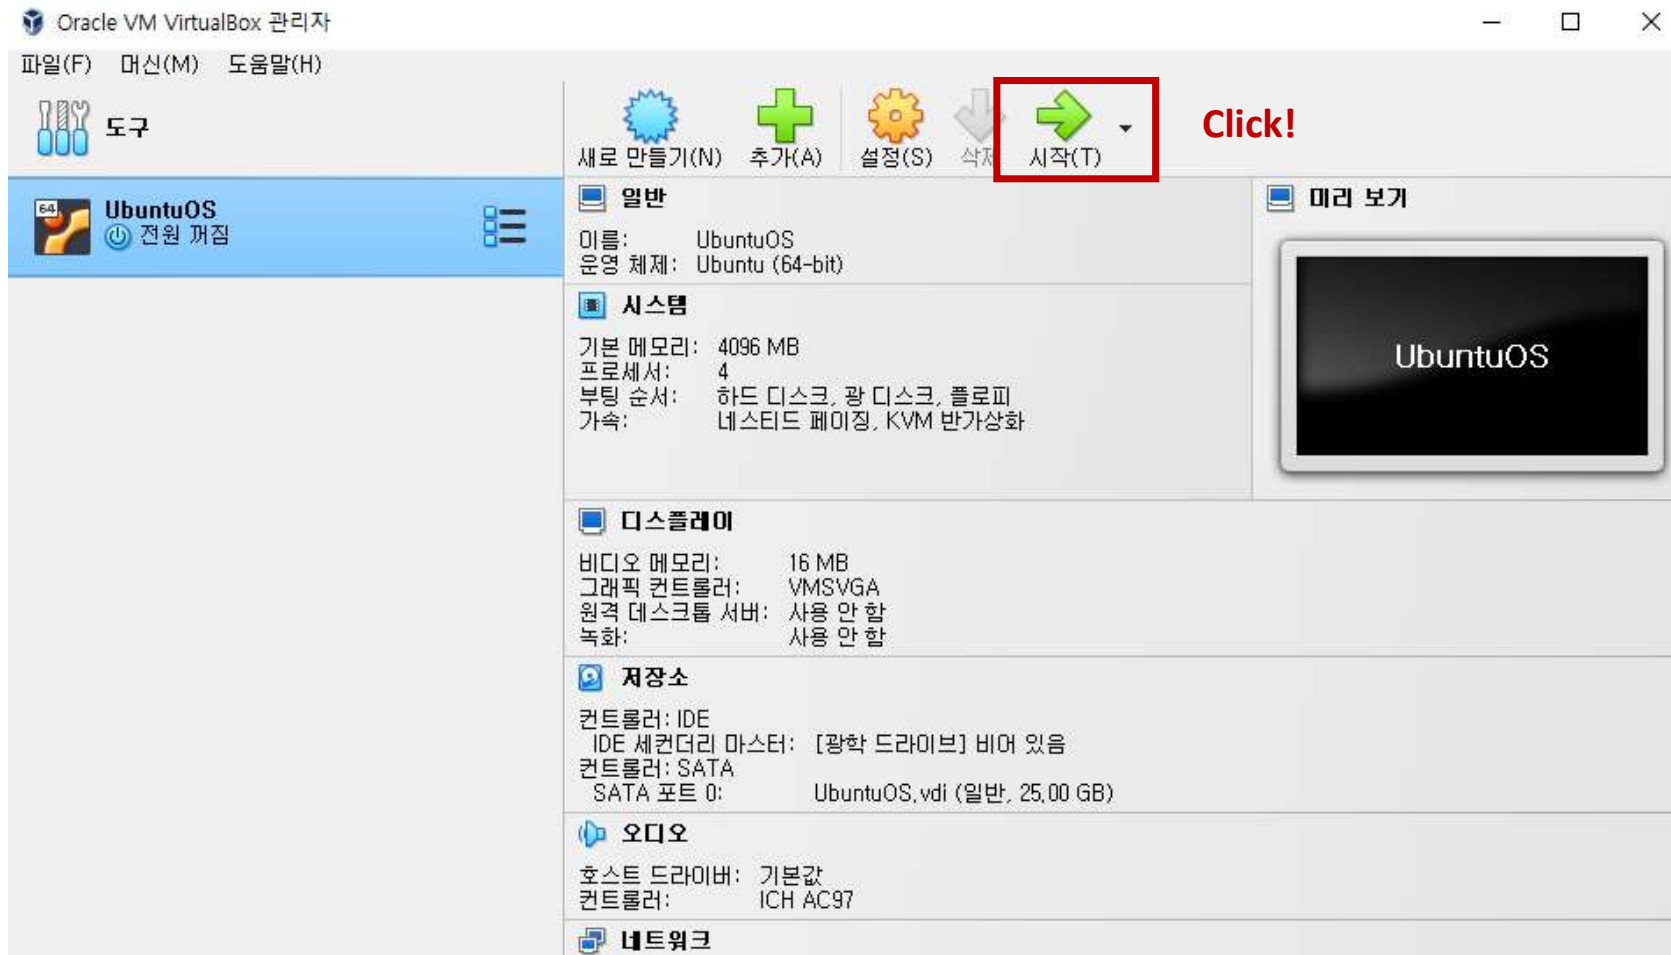 Oracle VM VirtualBox 관리자
파일(F) 머신(M) 도움말(H)
도구
새로 만들기(N) 추가(A) 설정(S) 삭제 시작(T)
Click!
64
UbuntuOS
전원 꺼짐
일반
이름: UbuntuOS
운영 체제: Ubuntu (64-bit)
미리 보기
UbuntuOS
시스템
기본 메모리: 4096 MB
프로세서: 4
부팅 순서: 하드 디스크, 광 디스크, 플로피
가속: 네스티드 페이징, KVM 반가상화
디스플레이
비디오 메모리: 16 MB
그래픽 컨트롤러: VMSVGA
원격 데스크톱 서버: 사용 안 함
녹화: 사용 안 함
저장소
컨트롤러: IDE
IDE 세컨더리 마스터: [광학 드라이브] 비어 있음
컨트롤러: SATA
SATA 포트 0: UbuntuOS.vdi (일반, 25.00 GB)
오디오
호스트 드라이버: 기본값
컨트롤러: ICH AC97
네트워크